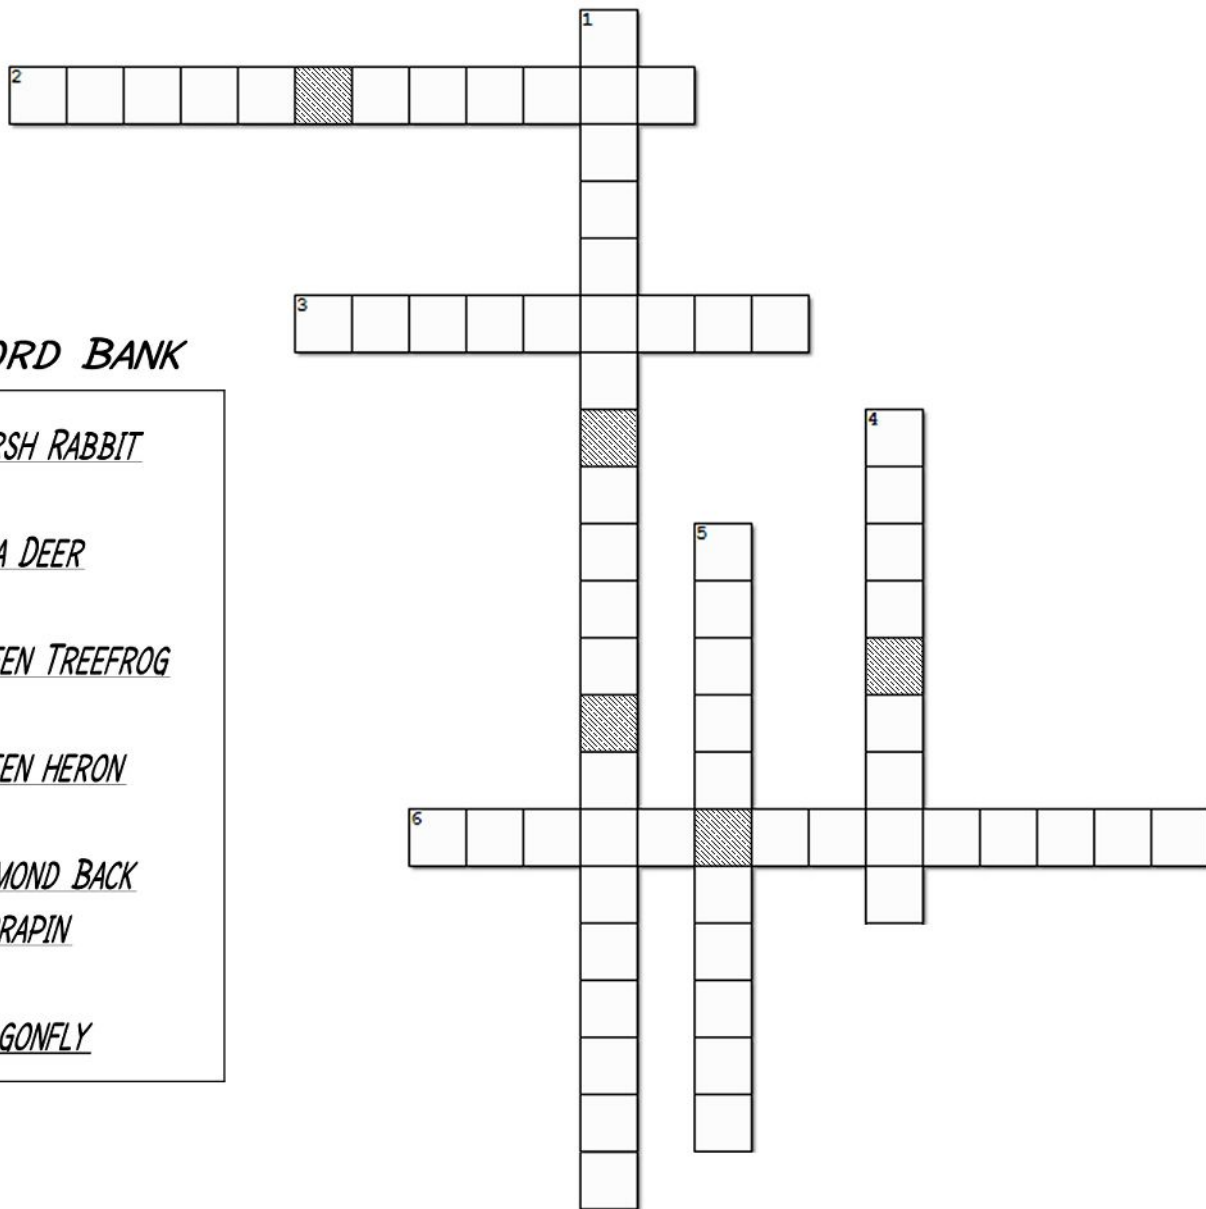 1
2
3
ORD BANK
4
RSH RABBIT
5
A DEER
EEN TREEFROG
EEN HERON
6
MOND BACK
RAPIN
GONFLY